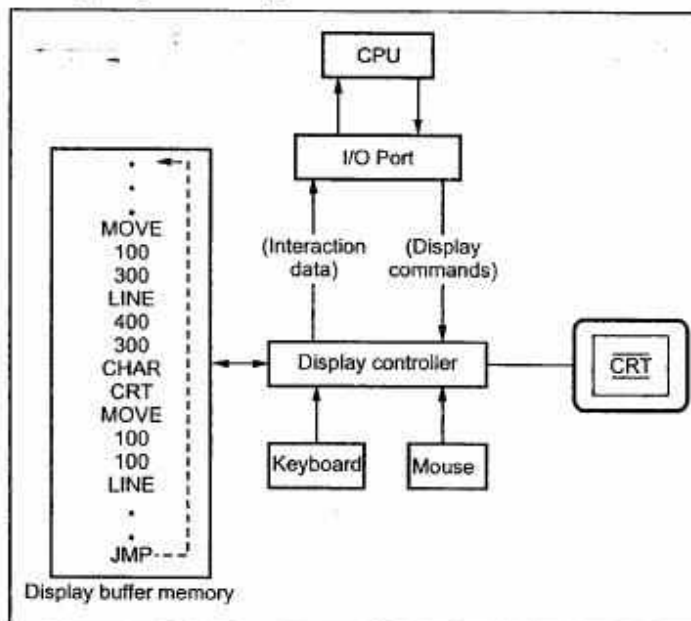 CPU
I/O Port
(Interaction
data)
(Display
commands)
.
.
.
MOVE
100
300
LINE
400
300
CHAR
CRT
MOVE
100
100
LINE
.
.
JMP
Display buffer memory
Display controller
CRT
Keyboard
Mouse